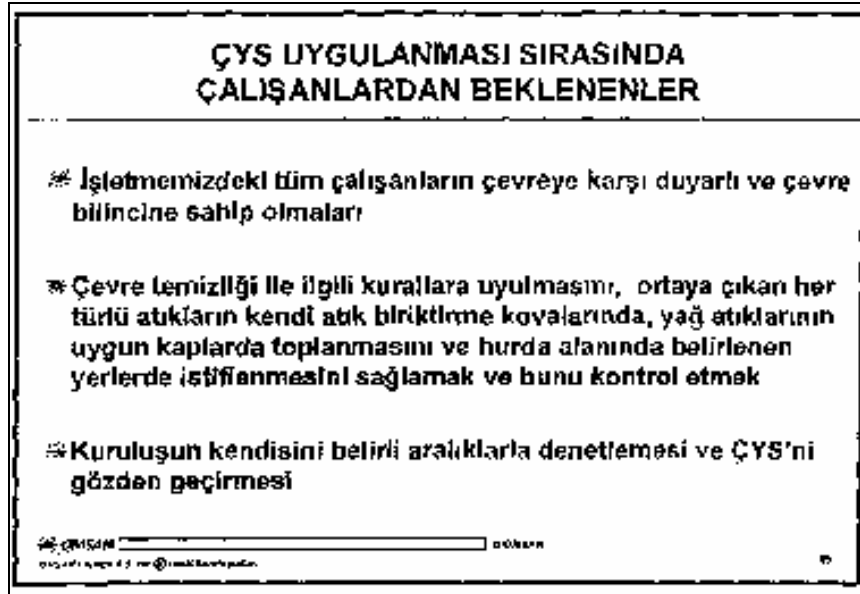 ÇYS UYGULANMASI SIRASINDA
ÇALIŞANLARDAN BEKLENENLER
İşletmemizdeki tüm çalışanların çevreye karşı duyarlı ve çevre
bilincine sahip olmaları
Çevre temizliği ile ilgili kurallara uyulmasını, ortaya çıkan her
türlü atıkların kendi atık biriktirme kovalarında, yağ atıklarının
uygun kaplarda toplanmasını ve hurda alanında belirlenen
yerlerde istiflenmesini sağlamak ve bunu kontrol etmek
Kuruluşun kendisini belirli aralıklarla denetlemesi ve ÇYS'ni
gözden geçirmesi